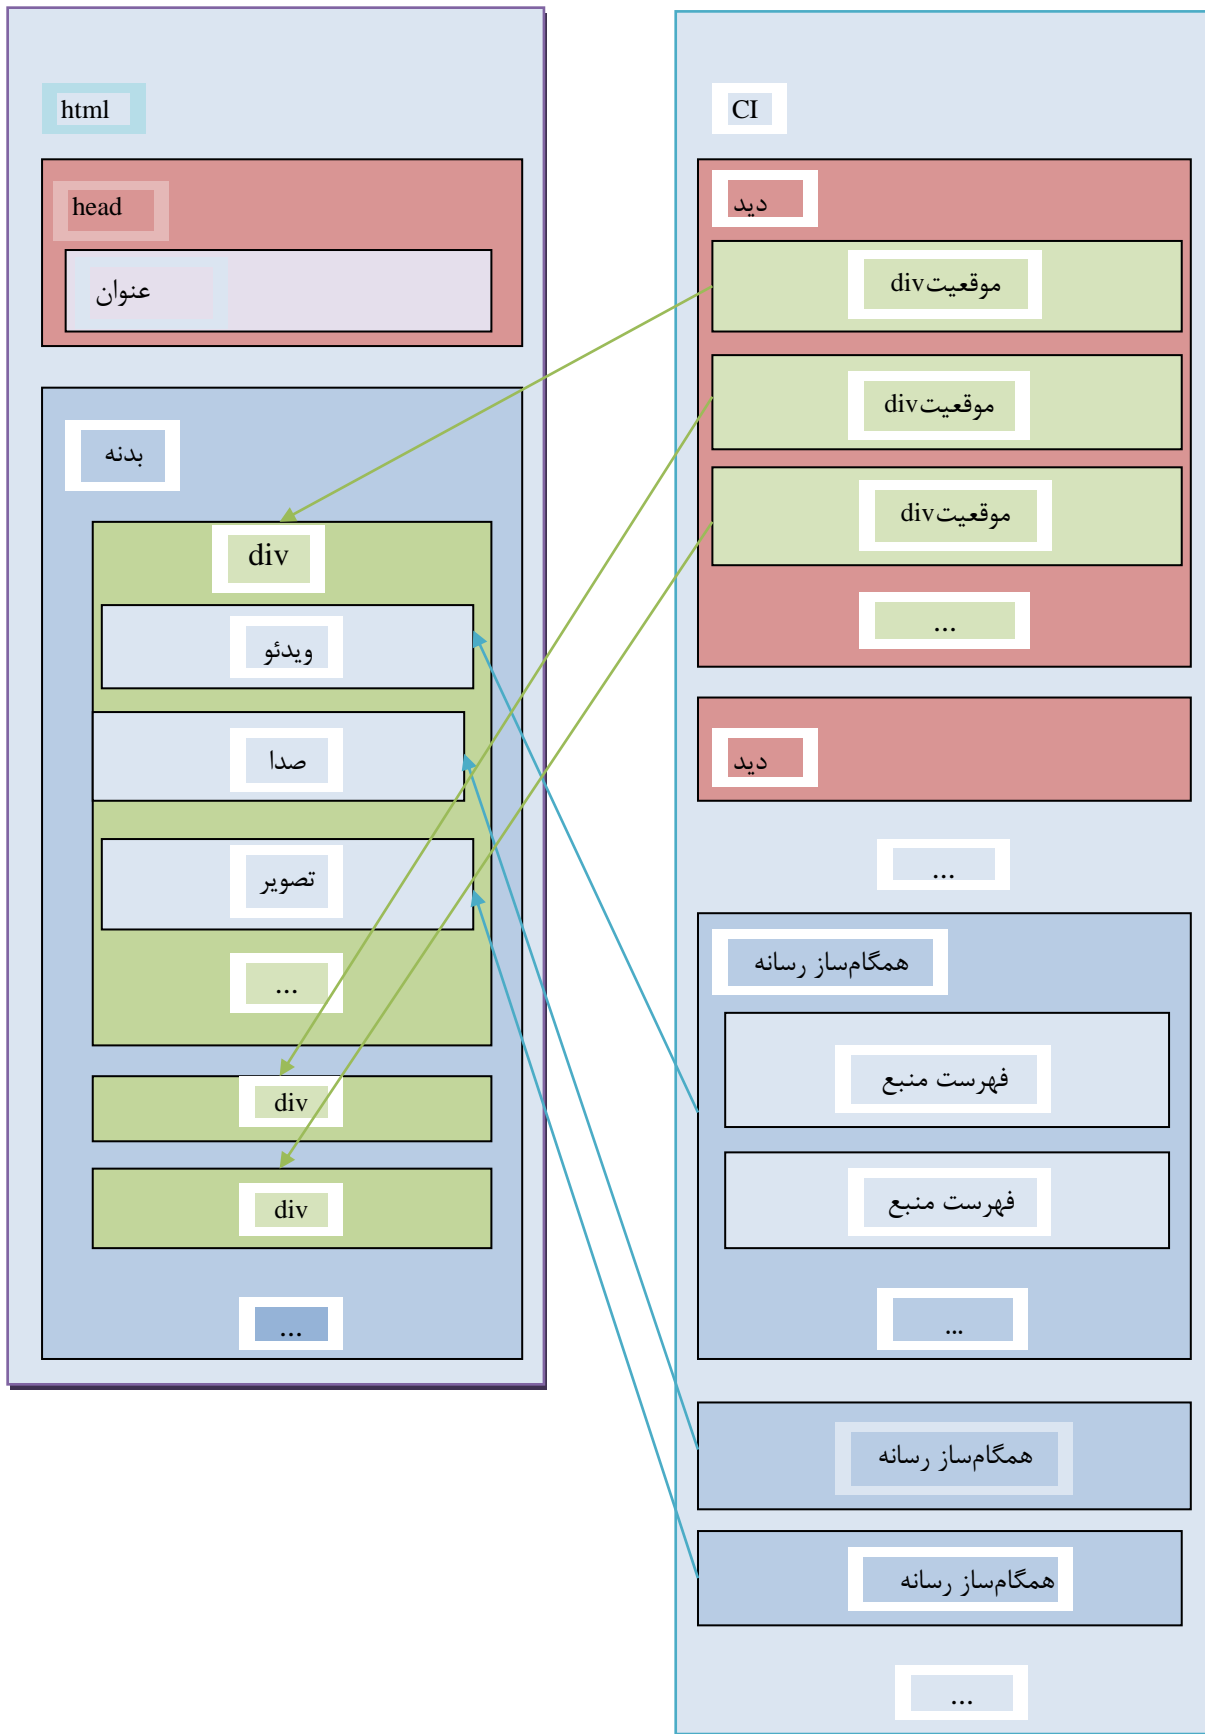 html
head
عنوان
بدنه
div
ویدئو
صدا
تصویر
...
div
div
...
CI
دید
موقعیتdiv
موقعیتdiv
موقعیتdiv
...
دید
...
همگام‌ساز رسانه
فهرست منبع
فهرست منبع
...
همگام‌ساز رسانه
همگام‌ساز رسانه
...